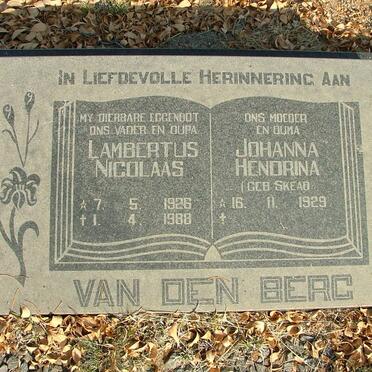 IN LIEFDEVOLLE HERINNERING AAN
MY DIERBARE EGGENOOT
ONS VADER EN OUPA
LAMBERTUS
NICOLAAS
* 7. 5. 1926
† 1. 4. 1988
ONS MOEDER
EN OUMA
JOHANNA
HENDRINA
(GEB SKEAD)
* 16. 11. 1929
†
VAN DEN BERG